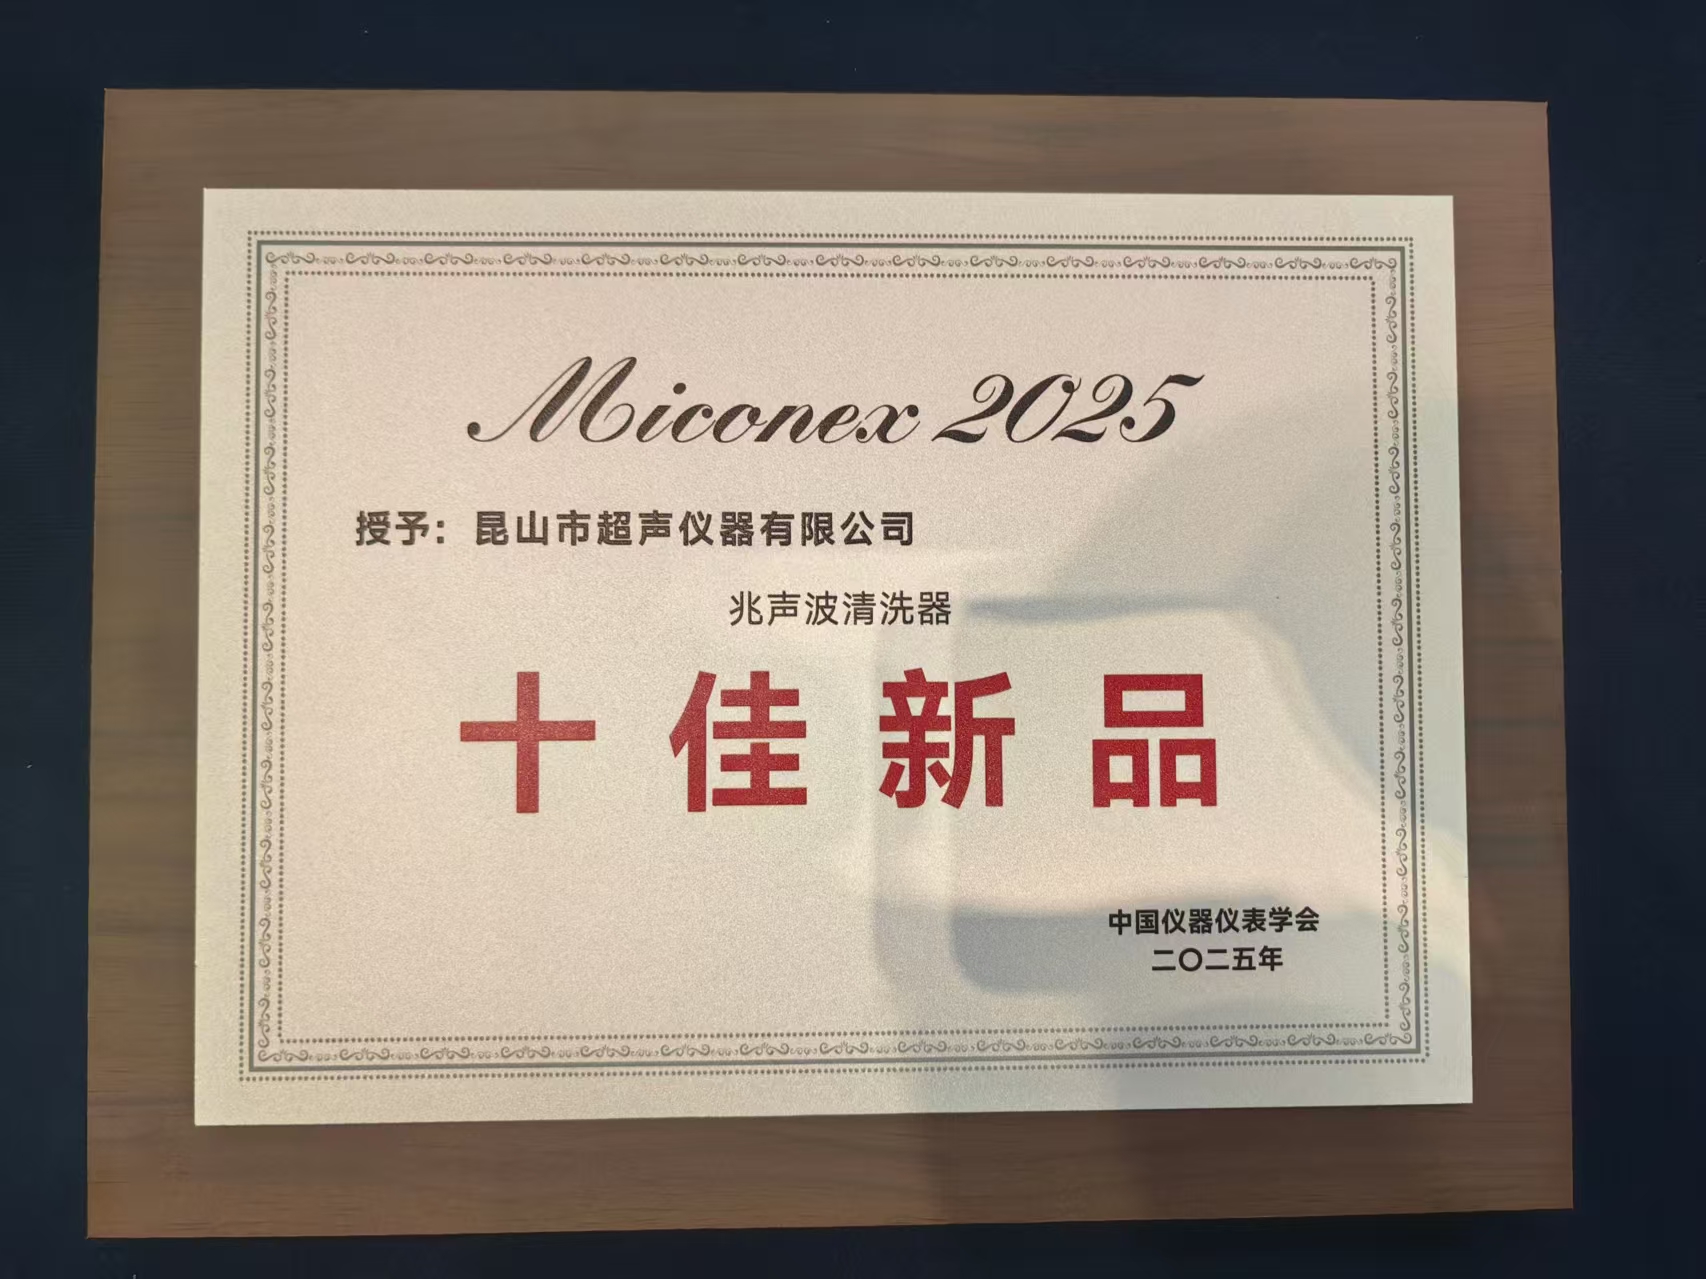 Miconex 2025
授予：昆山市超声仪器有限公司
兆声波清洗器
十佳新品
中国仪器仪表学会
二〇二五年